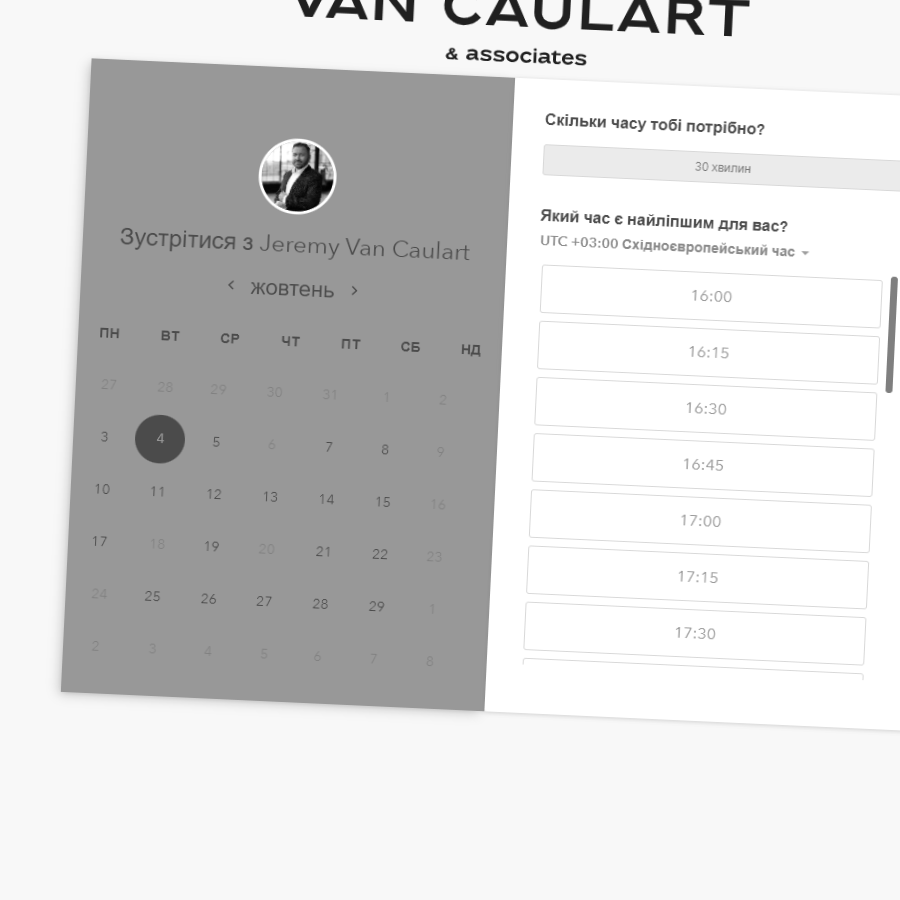 VAN CAULART
& associates
Зустрітися з Jeremy Van Caulart
жовтень
ПН ВТ СР ЧТ ПТ СБ НД
27 28 29 30 31 1 2
3 4 5 6 7 8 9
10 11 12 13 14 15 16
17 18 19 20 21 22 23
24 25 26 27 28 29 1
2 3 4 5 6 7 8
Скільки часу тобі потрібно?
30 хвилин
Який час є найліпшим для вас?
UTC +03:00 Східноєвропейський час
16:00
16:15
16:30
16:45
17:00
17:15
17:30